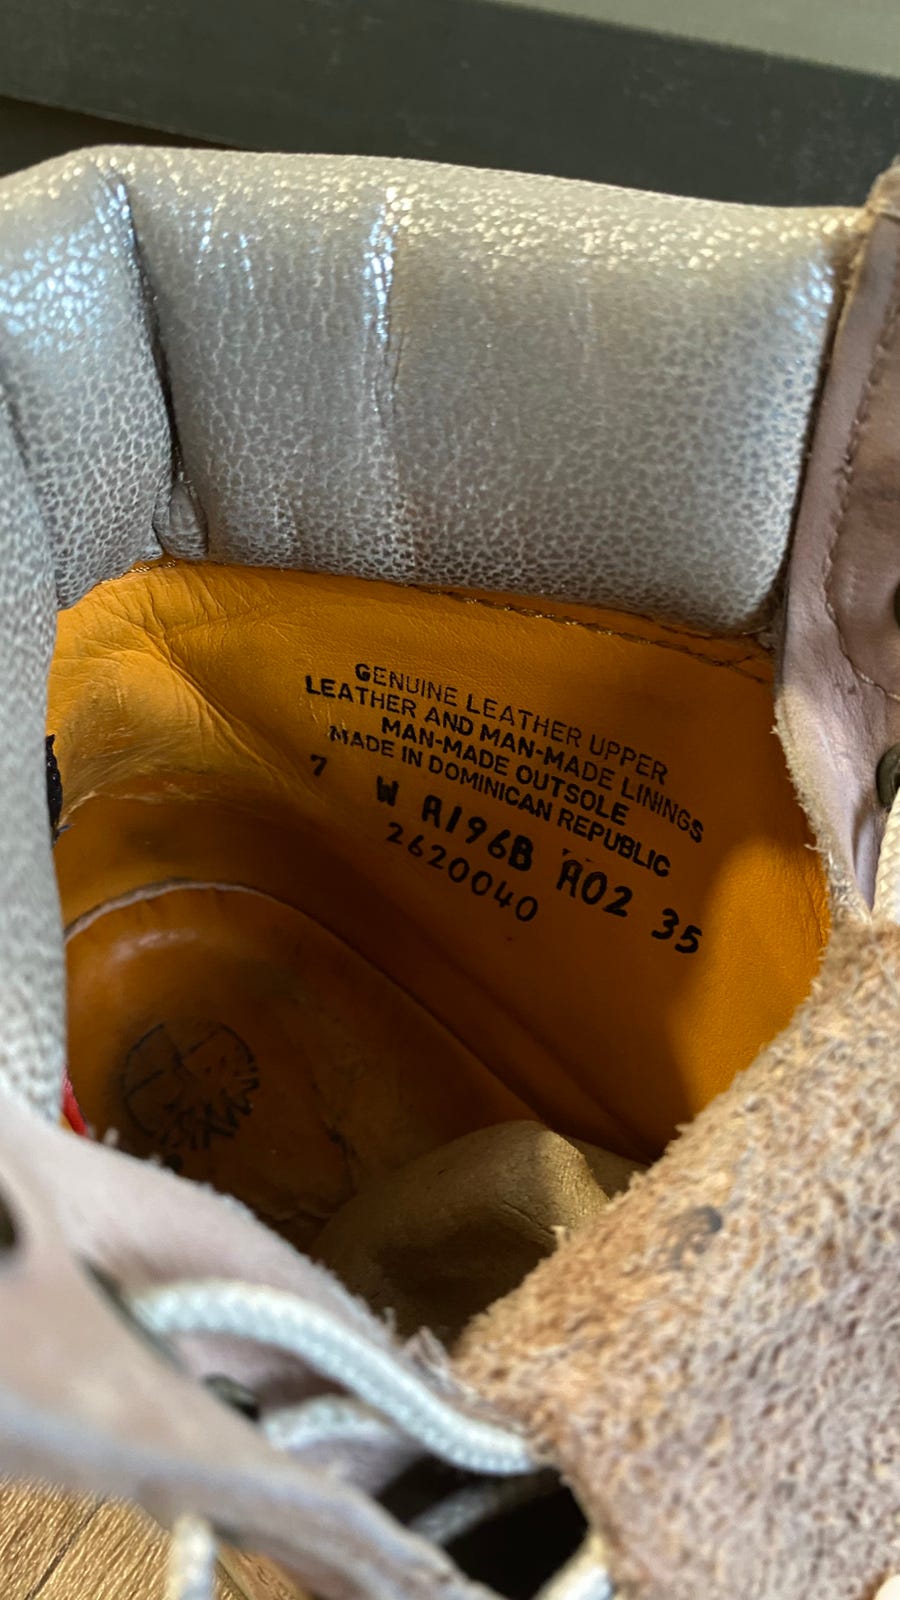 GENUINE LEATHER UPPER
LEATHER AND MAN-MADE LININGS
MAN-MADE OUTSOLE
MADE IN DOMINICAN REPUBLIC
7 W A196B A02 35
2620040